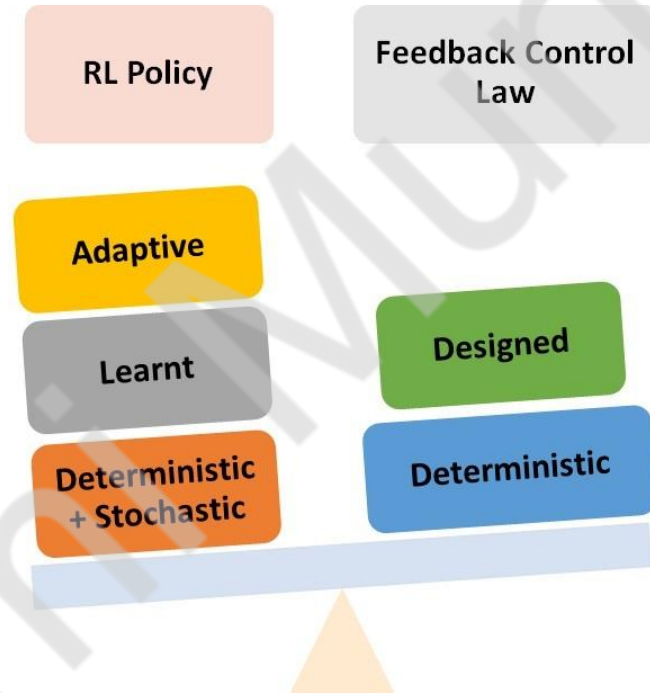 RL Policy
Feedback Control
Law
Adaptive
Learnt
Designed
Deterministic
+ Stochastic
Deterministic